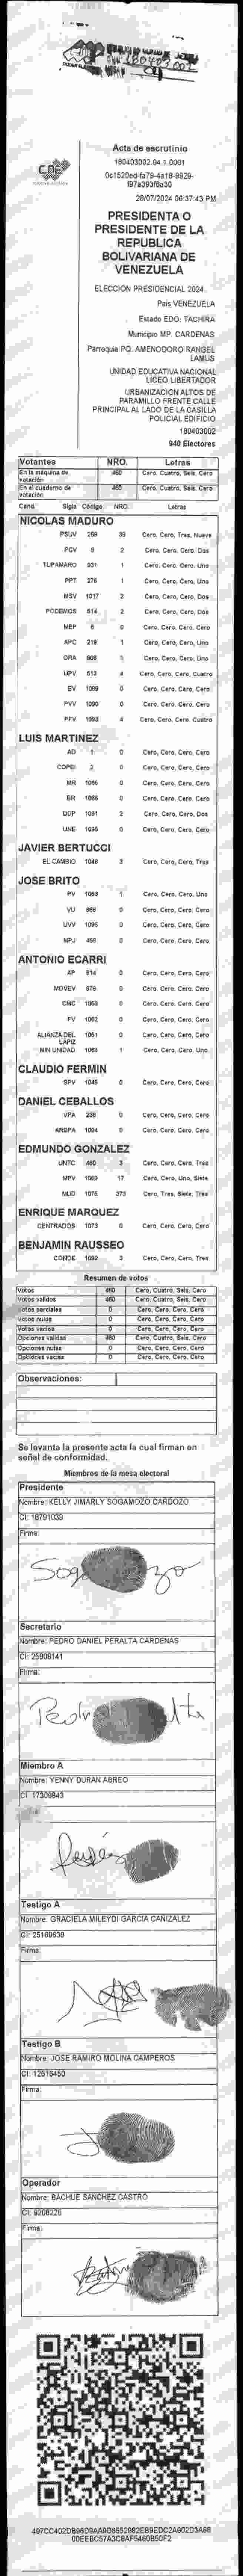 CNE
Acta de escrutinio
180403002.04.1.0001
28/07/2024 06:37:43 PM
PRESIDENTA O
PRESIDENTE DE LA
REPUBLICA
BOLIVARIANA DE
VENEZUELA
ELECCIÓN PRESIDENCIAL 2024
País VENEZUELA
Estado EDO. TACHIRA
Municipio MP. CARDENAS
Parroquia PQ. AMENODORO RANGEL
LAMUS
UNIDAD EDUCATIVA NACIONAL
LICEO LIBERTADOR
URBANIZACIÓN ALTOS DE
PARAMILLO FRENTE CALLE
PRINCIPAL AL LADO DE LA CASILLA
POLICIAL EDIFICIO
180403002
940 Electores
Votantes NRO. Letras
En la máquina de votación 460 Cero, Cuatro, Seis, Cero
En el cuaderno de votación 460 Cero, Cuatro, Seis, Cero
Cand. Sigla Código NRO. Letras
NICOLAS MADURO
PSUV 269 39 Cero, Cero, Tres, Nueve
PCV 9 2 Cero, Cero, Cero, Dos
TUPAMARO 931 1 Cero, Cero, Cero, Uno
PPT 276 1 Cero, Cero, Cero, Uno
MSV 1017 2 Cero, Cero, Cero, Dos
PODEMOS 614 2 Cero, Cero, Cero, Dos
MEP 6 0 Cero, Cero, Cero, Cero
APC 219 1 Cero, Cero, Cero, Uno
ORA 808 1 Cero, Cero, Cero, Uno
UPV 513 4 Cero, Cero, Cero, Cuatro
EV 1089 0 Cero, Cero, Cero, Cero
PVV 1090 0 Cero, Cero, Cero, Cero
PFV 4 Cero, Cero, Cero, Cuatro
LUIS MARTINEZ
AD 1 0 Cero, Cero, Cero, Cero
COPEI 2 0 Cero, Cero, Cero, Cero
MR 1066 0 Cero, Cero, Cero, Cero
BR 0 Cero, Cero, Cero, Cero
DDP 1091 2 Cero, Cero, Cero, Dos
UNE 1095 0 Cero, Cero, Cero, Cero
JAVIER BERTUCCI
EL CAMBIO 1048 3 Cero, Cero, Cero, Tres
JOSE BRITO
PV 1063 1 Cero, Cero, Cero, Uno
VU 969 0 Cero, Cero, Cero, Cero
UVV 1096 0 Cero, Cero, Cero, Cero
MPJ 458 0 Cero, Cero, Cero, Cero
ANTONIO ECARRI
AP 914 0 Cero, Cero, Cero, Cero
MOVEV 979 0 Cero, Cero, Cero, Cero
CMC 1056 0 Cero, Cero, Cero, Cero
FV 1062 0 Cero, Cero, Cero, Cero
ALIANZA DEL LAPIZ 1051 0 Cero, Cero, Cero, Cero
MIN UNIDAD 1 Cero, Cero, Cero, Uno
CLAUDIO FERMIN
SPV 1049 0 Cero, Cero, Cero, Cero
DANIEL CEBALLOS
VPA 236 0 Cero, Cero, Cero, Cero
AREPA 1094 0 Cero, Cero, Cero, Cero
EDMUNDO GONZALEZ
UNTC 460 3 Cero, Cero, Cero, Tres
MPV 1069 17 Cero, Cero, Uno, Siete
MUD 1076 373 Cero, Tres, Siete, Tres
ENRIQUE MARQUEZ
CENTRADOS 1073 0 Cero, Cero, Cero, Cero
BENJAMIN RAUSSEO
CONDE 1082 3 Cero, Cero, Cero, Tres
Resumen de votos
Votos 460 Cero, Cuatro, Seis, Cero
Votos válidos 460 Cero, Cuatro, Seis, Cero
Votos parciales 0 Cero, Cero, Cero, Cero
Votos nulos 0 Cero, Cero, Cero, Cero
Votos vacíos 0 Cero, Cero, Cero, Cero
Opciones válidas 460 Cero, Cuatro, Seis, Cero
Opciones nulas 0 Cero, Cero, Cero, Cero
Opciones vacías 0 Cero, Cero, Cero, Cero
Observaciones:
Se levanta la presente acta la cual firman en
señal de conformidad.
Miembros de la mesa electoral
Presidente
Nombre: KELLY JIMARLY SOGAMOZO CARDOZO
CI: 18791039
Firma:
Sogamozo
Secretario
Nombre: PEDRO DANIEL PERALTA CARDENAS
CI: 25808141
Firma:
Miembro A
Nombre: YENNY DURAN ABREO
CI: 17306843
Testigo A
Nombre: GRACIELA MILEYDI GARCIA CAÑIZALEZ
CI: 25169639
Firma:
Testigo B
Nombre: JOSE RAMIRO MOLINA CAMPEROS
CI: 12516450
Firma:
Operador
Nombre: BACHUE SANCHEZ CASTRO
CI: 9208220
Firma: